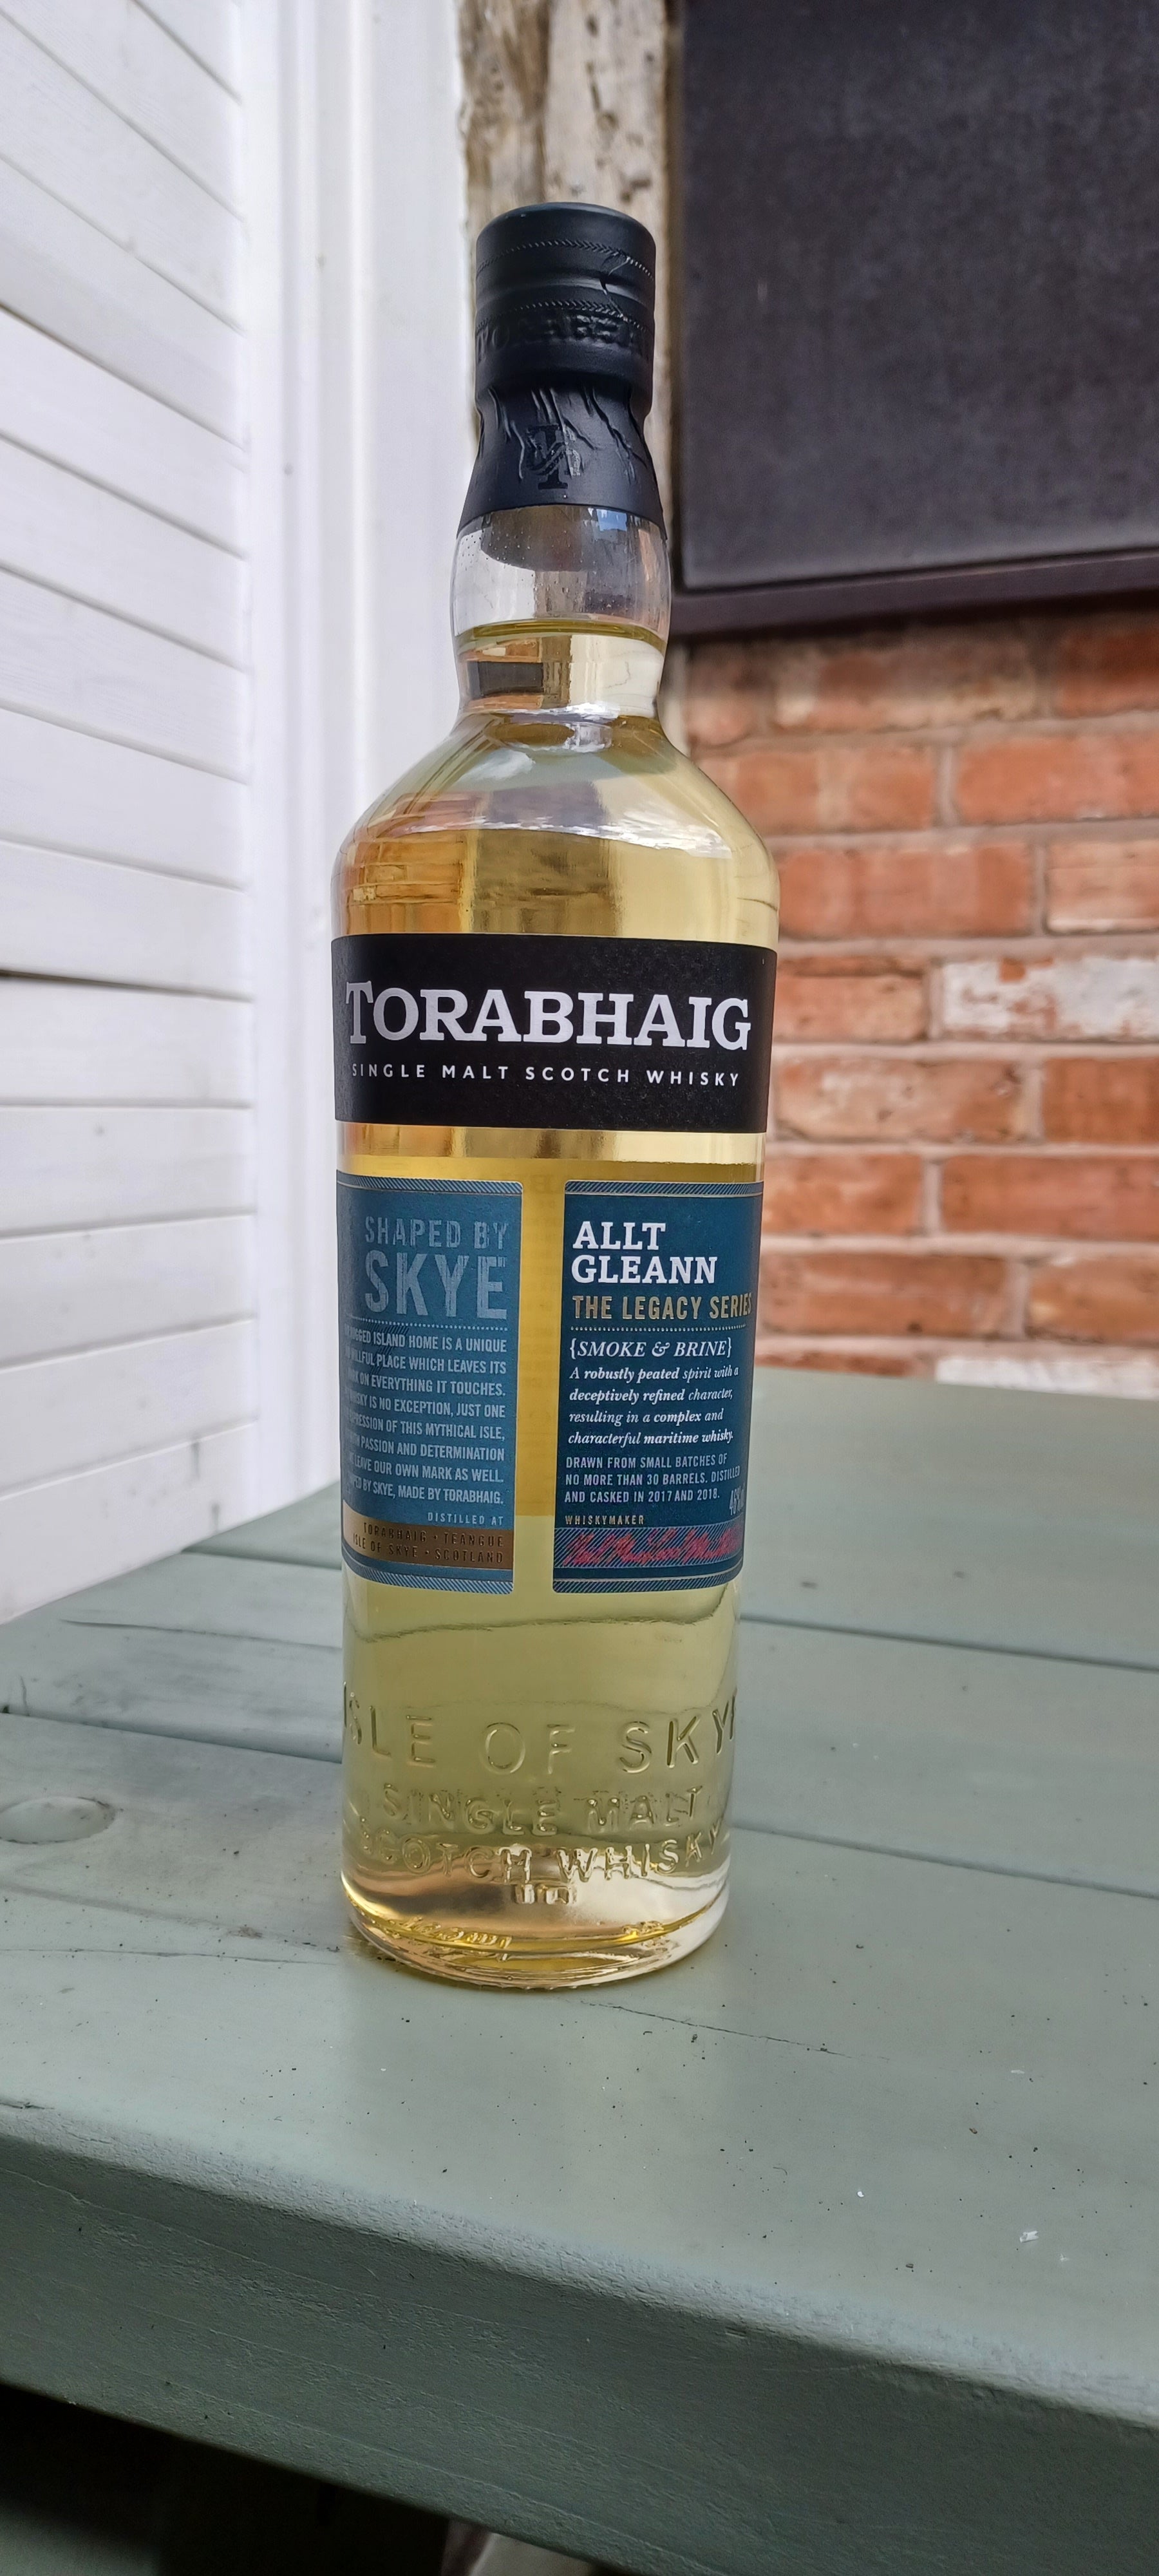 TORABHAIG
SINGLE MALT SCOTCH WHISKY
SHAPED BY
SKYE
ISLAND HOME IS A UNIQUE
PLACE WHICH LEAVES ITS
ON EVERYTHING IT TOUCHES.
IS NO EXCEPTION, JUST ONE
OF THIS MYTHICAL ISLE,
PASSION AND DETERMINATION
LEAVE OUR OWN MARK AS WELL.
BY SKYE, MADE BY TORABHAIG.
DISTILLED AT
TORABHAIG • TEANGUE
ISLE OF SKYE • SCOTLAND
ALLT
GLEANN
THE LEGACY SERIES
{SMOKE & BRINE}
A robustly peated spirit with a
deceptively refined character,
resulting in a complex and
characterful maritime whisky.
DRAWN FROM SMALL BATCHES OF
NO MORE THAN 30 BARRELS. DISTILLED
AND CASKED IN 2017 AND 2018.
WHISKYMAKER
ISLE OF SKYE
SINGLE MALT
SCOTCH WHISKY